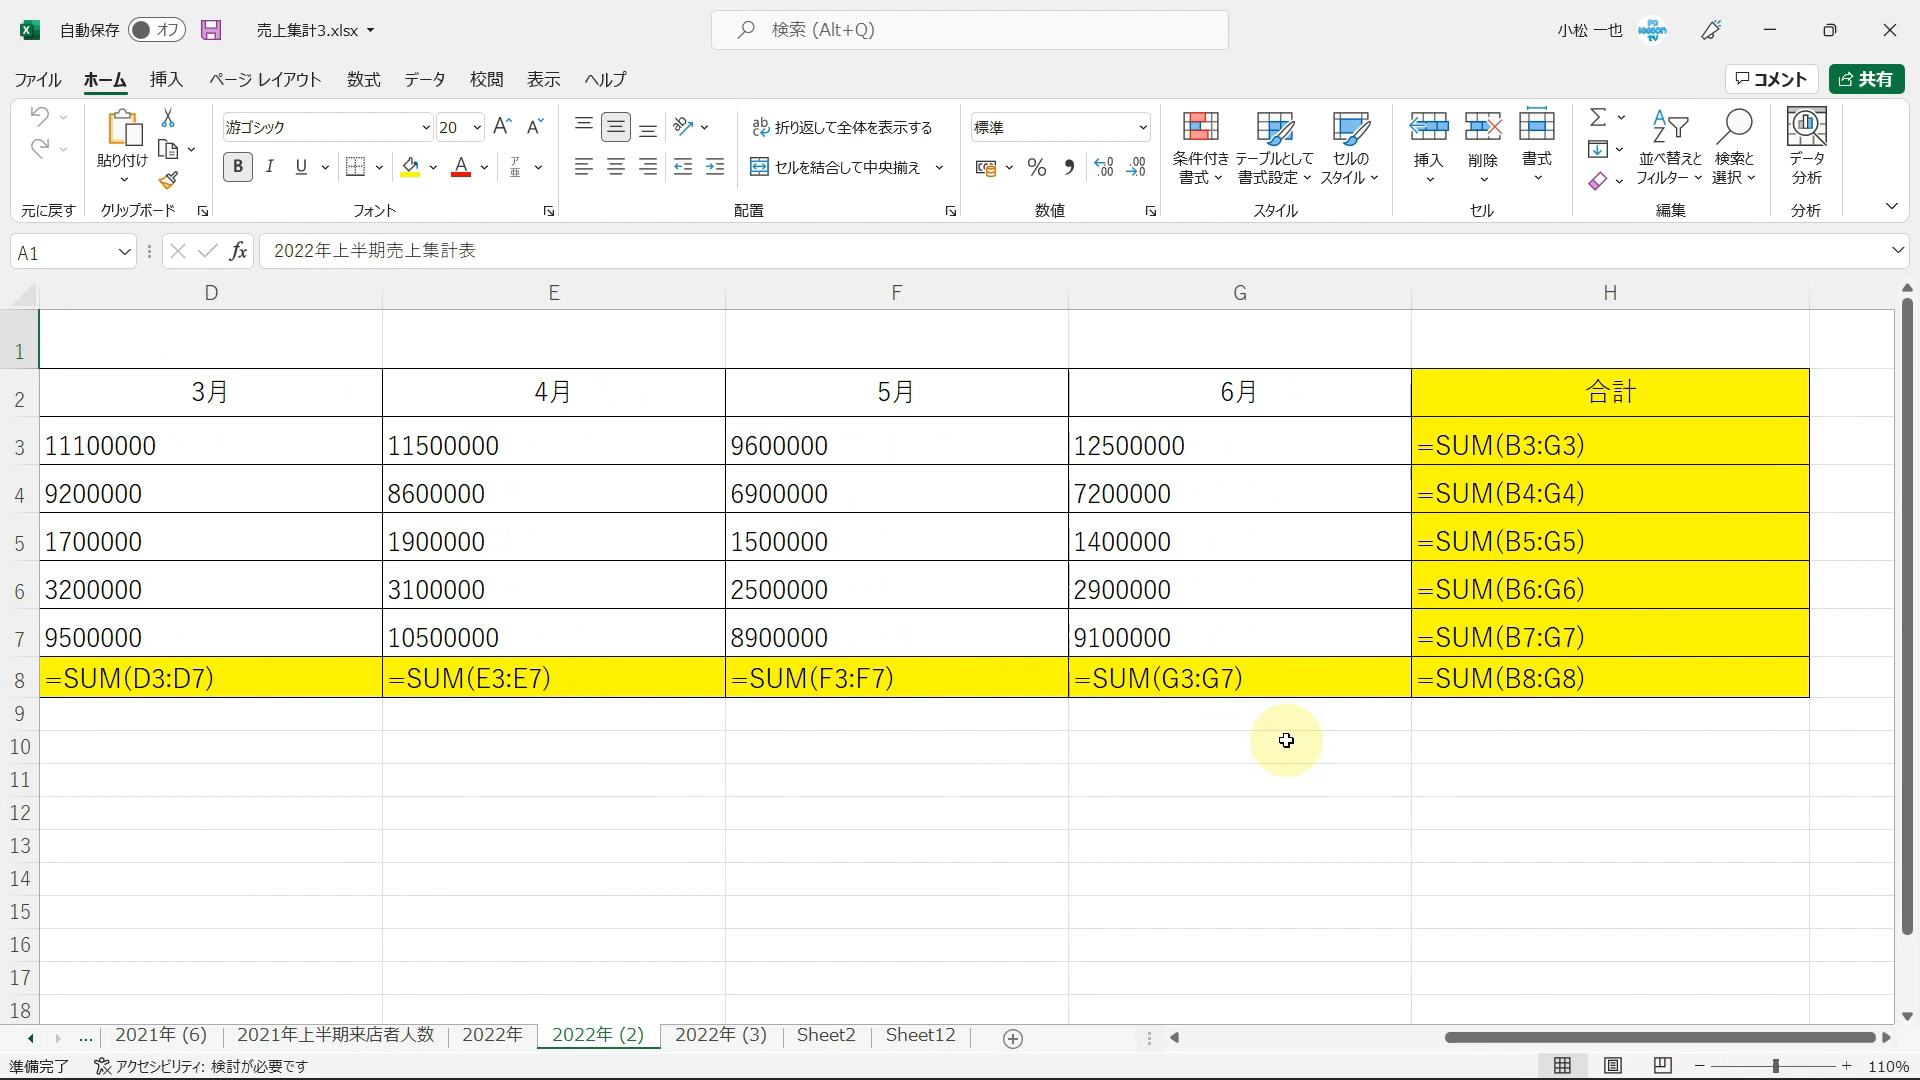 自動保存 オフ 売上集計3.xlsx 検索 (Alt+Q) 小松 一也
ファイル ホーム 挿入 ページ レイアウト 数式 データ 校閲 表示 ヘルプ コメント 共有
游ゴシック 20 折り返して全体を表示する 標準
貼り付け B I U ア 亜 セルを結合して中央揃え 条件付き 書式 テーブルとして 書式設定 セルの スタイル 挿入 削除 書式 並べ替えと フィルター 検索と 選択 データ 分析
元に戻す クリップボード フォント 配置 数値 スタイル セル 編集 分析
A1 fx 2022年上半期売上集計表
D E F G H
1
2 3月 4月 5月 6月 合計
3 11100000 11500000 9600000 12500000 =SUM(B3:G3)
4 9200000 8600000 6900000 7200000 =SUM(B4:G4)
5 1700000 1900000 1500000 1400000 =SUM(B5:G5)
6 3200000 3100000 2500000 2900000 =SUM(B6:G6)
7 9500000 10500000 8900000 9100000 =SUM(B7:G7)
8 =SUM(D3:D7) =SUM(E3:E7) =SUM(F3:F7) =SUM(G3:G7) =SUM(B8:G8)
9
10
11
12
13
14
15
16
17
18
... 2021年 (6) 2021年上半期来店者人数 2022年 2022年 (2) 2022年 (3) Sheet2 Sheet12
準備完了 アクセシビリティ: 検討が必要です 110%